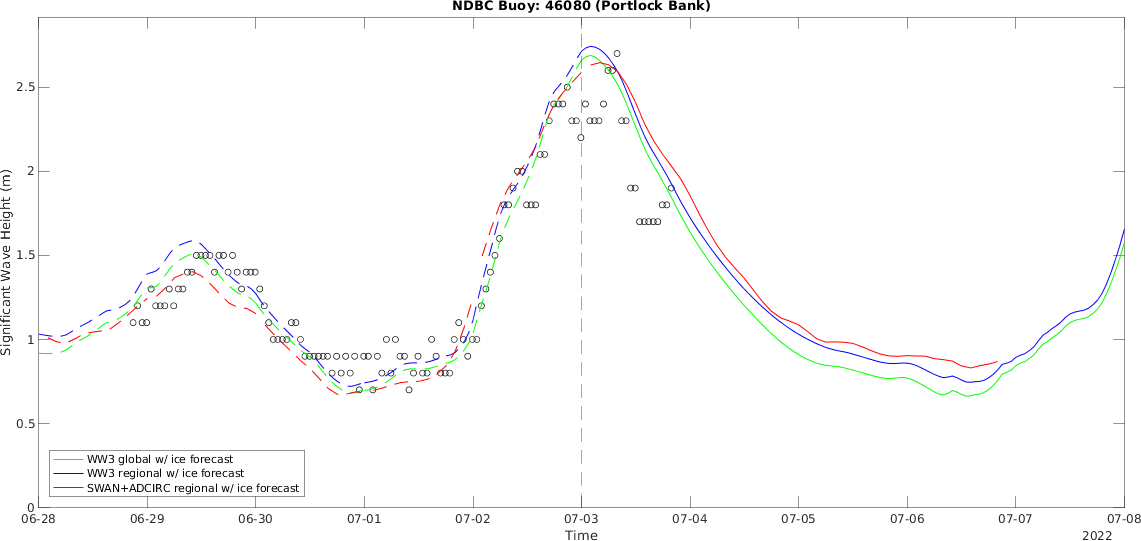 NDBC Buoy: 46080 (Portlock Bank)
Significant Wave Height (m)
2.5
2
1.5
1
0.5
0
WW3 global w/ ice forecast
WW3 regional w/ ice forecast
SWAN+ADCIRC regional w/ ice forecast
06-28 06-29 06-30 07-01 07-02 07-03 07-04 07-05 07-06 07-07 07-08
Time
2022